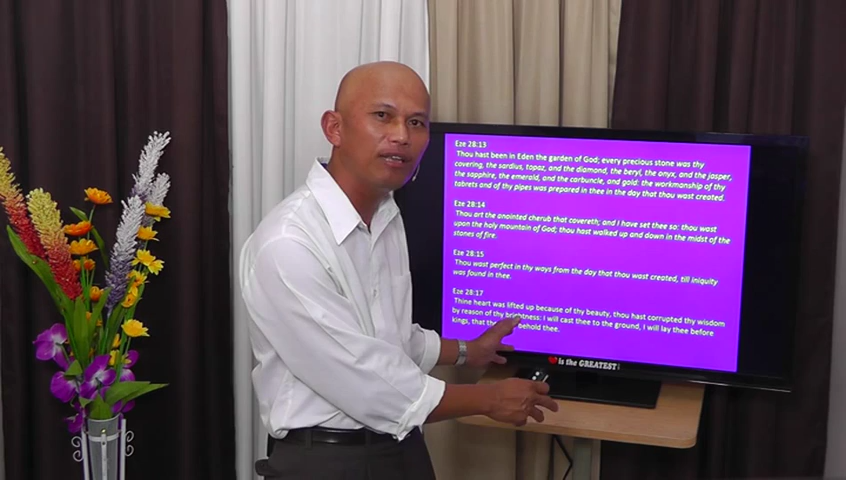 Eze 28:13
Thou hast been in Eden the garden of God; every precious stone was thy
covering, the sardius, topaz, and the diamond, the beryl, the onyx, and the jasper,
the sapphire, the emerald, and the carbuncle, and gold: the workmanship of thy
tabrets and of thy pipes was prepared in thee in the day that thou wast created.
Eze 28:14
Thou art the anointed cherub that covereth; and I have set thee so: thou wast
upon the holy mountain of God; thou hast walked up and down in the midst of the
stones of fire.
Eze 28:15
Thou wast perfect in thy ways from the day that thou wast created, till iniquity
was found in thee.
Eze 28:17
Thine heart was lifted up because of thy beauty, thou hast corrupted thy wisdom
by reason of thy brightness: I will cast thee to the ground, I will lay thee before
kings, that behold thee.
is the GREATEST!